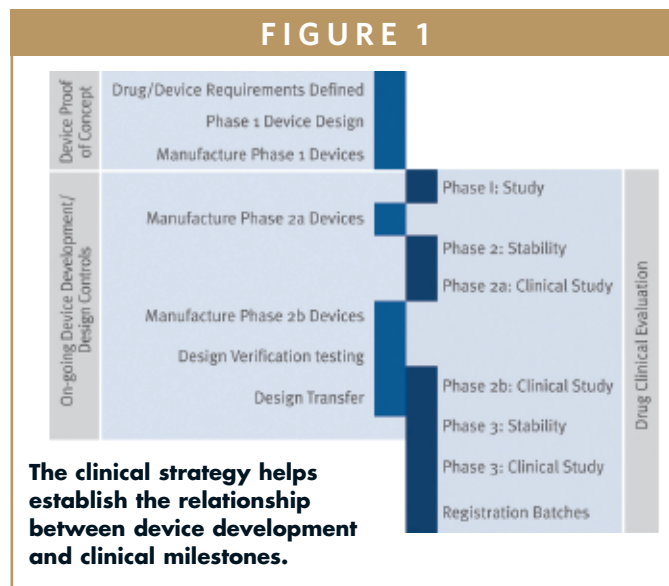 FIGURE 1
Device Proof
of Concept
Drug/Device Requirements Defined
Phase 1 Device Design
Manufacture Phase 1 Devices
On-going Device Development/
Design Controls
Manufacture Phase 2a Devices
Manufacture Phase 2b Devices
Design Verification testing
Design Transfer
Phase I: Study
Phase 2: Stability
Phase 2a: Clinical Study
Phase 2b: Clinical Study
Phase 3: Stability
Phase 3: Clinical Study
Registration Batches
Drug Clinical Evaluation
The clinical strategy helps
establish the relationship
between device development
and clinical milestones.